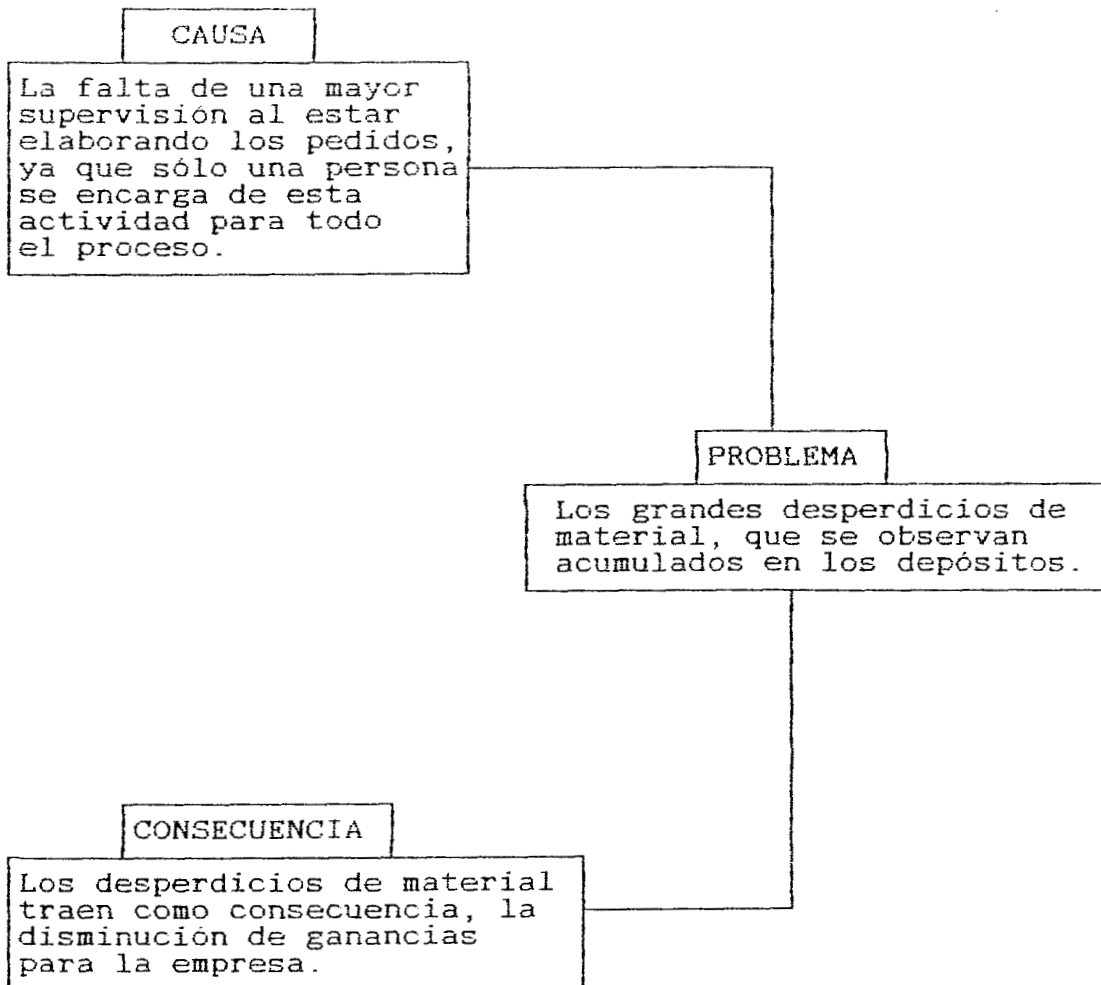 CAUSA
La falta de una mayor
supervisión al estar
elaborando los pedidos,
ya que sólo una persona
se encarga de esta
actividad para todo
el proceso.
PROBLEMA
Los grandes desperdicios de
material, que se observan
acumulados en los depósitos.
CONSECUENCIA
Los desperdicios de material
traen como consecuencia, la
disminución de ganancias
para la empresa.